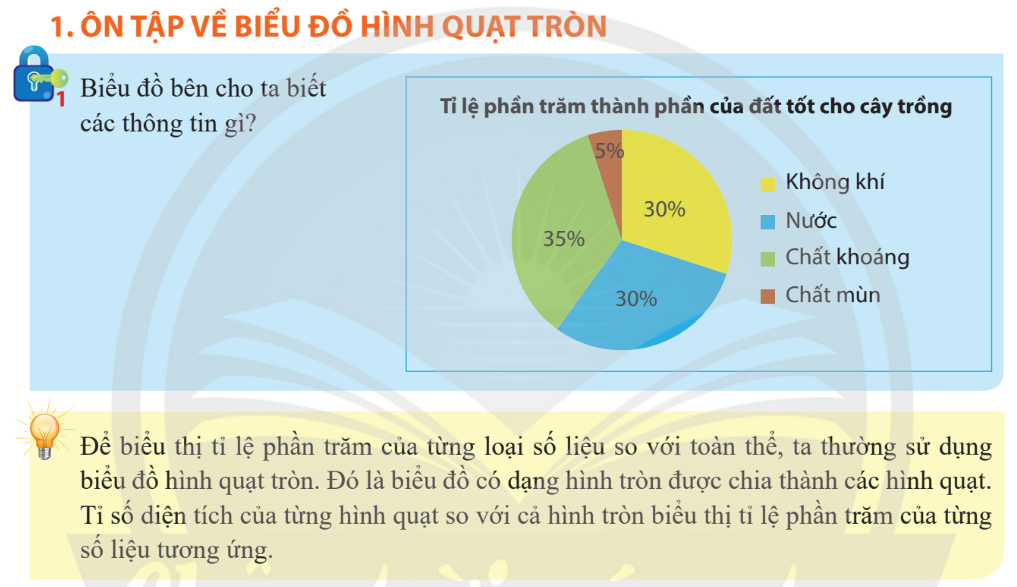 1. ÔN TẬP VỀ BIỂU ĐỒ HÌNH QUẠT TRÒN
1
Biểu đồ bên cho ta biết
các thông tin gì?
Tỉ lệ phần trăm thành phần của đất tốt cho cây trồng
5%
30%
35%
30%
Không khí
Nước
Chất khoáng
Chất mùn
Để biểu thị tỉ lệ phần trăm của từng loại số liệu so với toàn thể, ta thường sử dụng
biểu đồ hình quạt tròn. Đó là biểu đồ có dạng hình tròn được chia thành các hình quạt.
Tỉ số diện tích của từng hình quạt so với cả hình tròn biểu thị tỉ lệ phần trăm của từng
số liệu tương ứng.